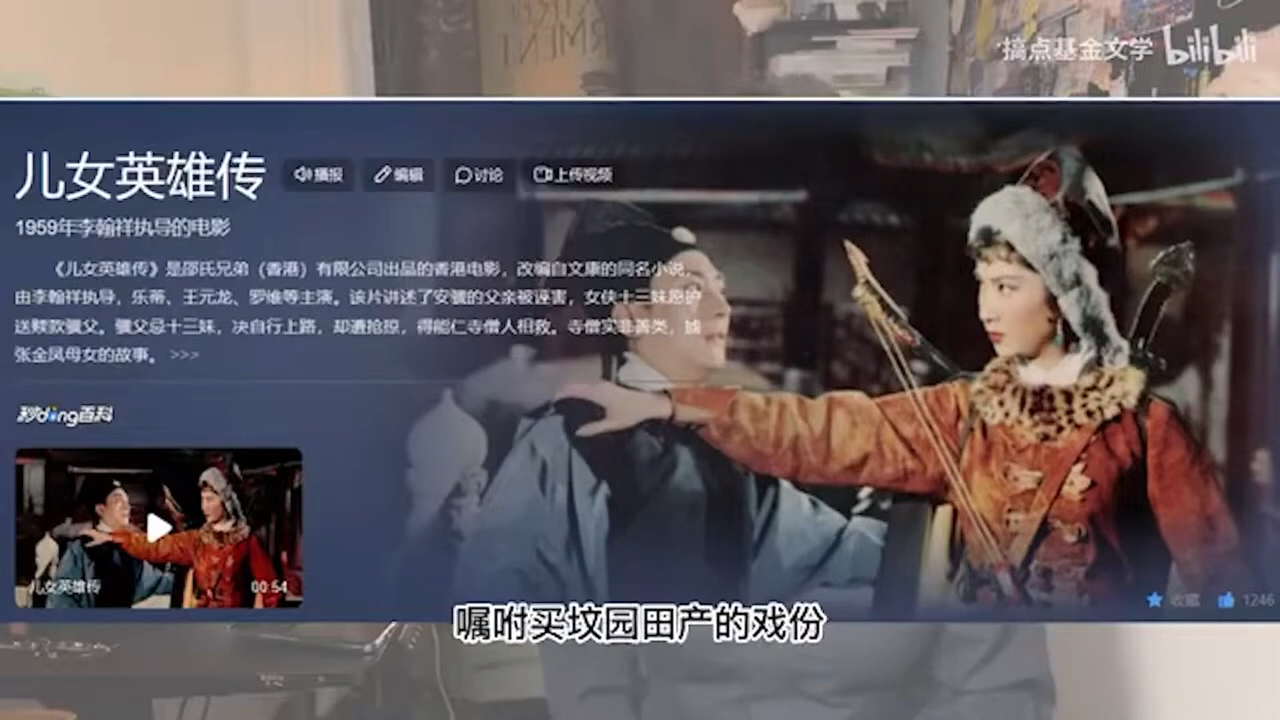 搞点基金文学 bilibili
儿女英雄传
播报 编辑 讨论 上传视频
1959年李翰祥执导的电影
《儿女英雄传》是邵氏兄弟（香港）有限公司出品的香港电影，改编自文康的同名小说，
由李翰祥执导，乐蒂、王元龙、罗维等主演。该片讲述了安骥的父亲被诬害，女侠十三妹愿护
送赎款骥父。骥父忌十三妹，决自行上路，却遭抢掠，得能仁寺僧人相救。寺僧实非善类，掳
张金凤母女的故事。 >>>
秒dǒng百科
儿女英雄传 00:54
收藏 1246
嘱咐买坟园田产的戏份